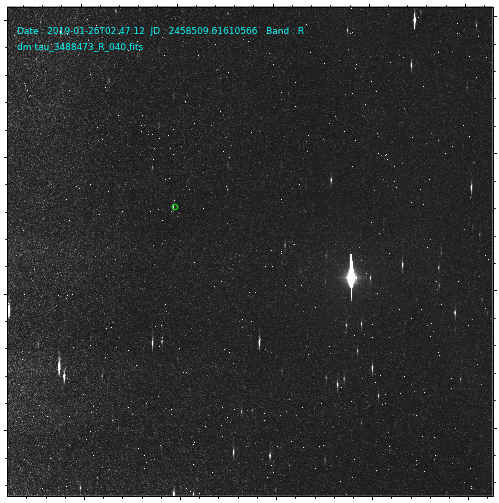 Date : 2019-01-26T02:47:12 JD : 2458509.61610566 Band : R
dm tau_3488473_R_040.fits